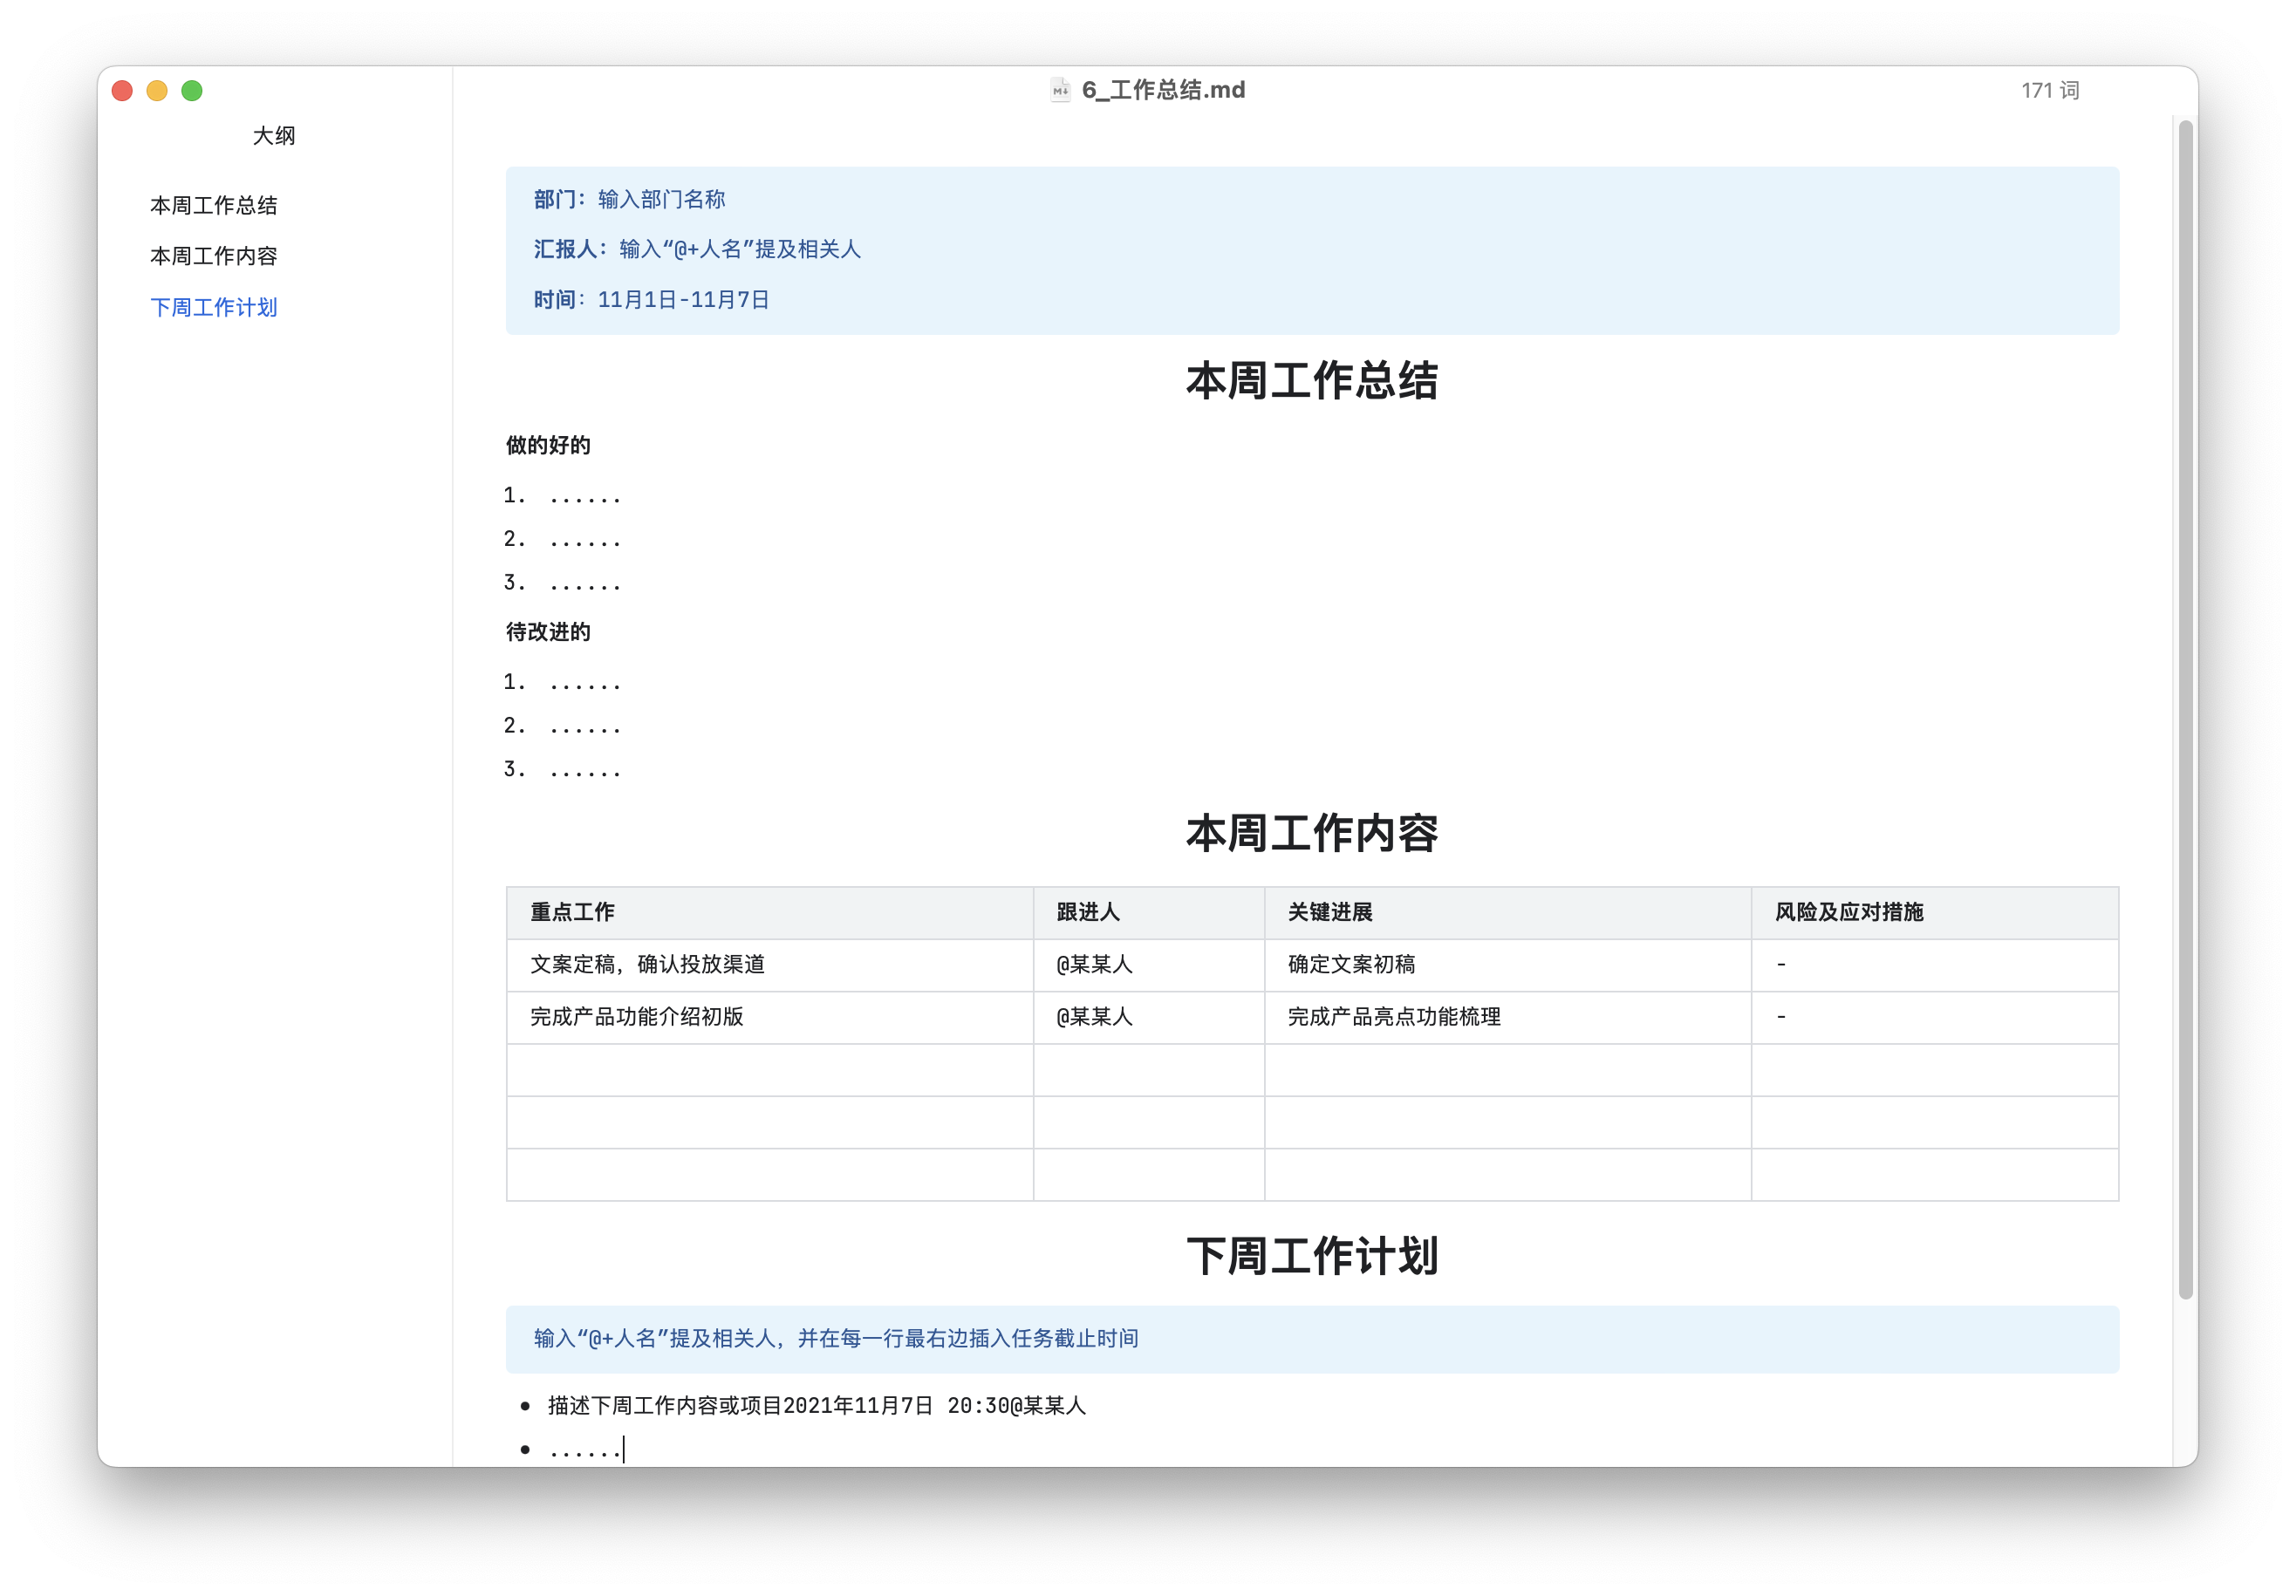 6_工作总结.md
171 词
大纲
本周工作总结
本周工作内容
下周工作计划
部门：输入部门名称
汇报人：输入“@+人名”提及相关人
时间：11月1日-11月7日
本周工作总结
做的好的
1. ......
2. ......
3. ......
待改进的
1. ......
2. ......
3. ......
本周工作内容
重点工作 跟进人 关键进展 风险及应对措施
文案定稿，确认投放渠道 @某某人 确定文案初稿 -
完成产品功能介绍初版 @某某人 完成产品亮点功能梳理 -
下周工作计划
输入“@+人名”提及相关人，并在每一行最右边插入任务截止时间
• 描述下周工作内容或项目2021年11月7日 20:30@某某人
• ......